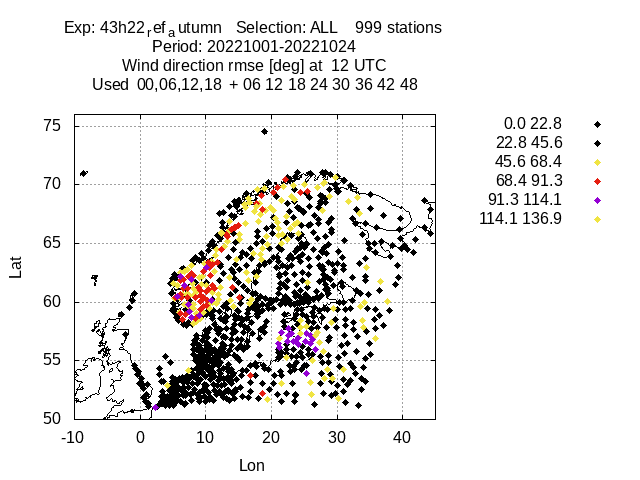 Exp: 43h22refautumn Selection: ALL 999 stations
Period: 20221001-20221024
Wind direction rmse [deg] at 12 UTC
Used 00,06,12,18 + 06 12 18 24 30 36 42 48
0.0 22.8
22.8 45.6
45.6 68.4
68.4 91.3
91.3 114.1
114.1 136.9
75
70
65
60
55
50
Lat
-10 0 10 20 30 40
Lon